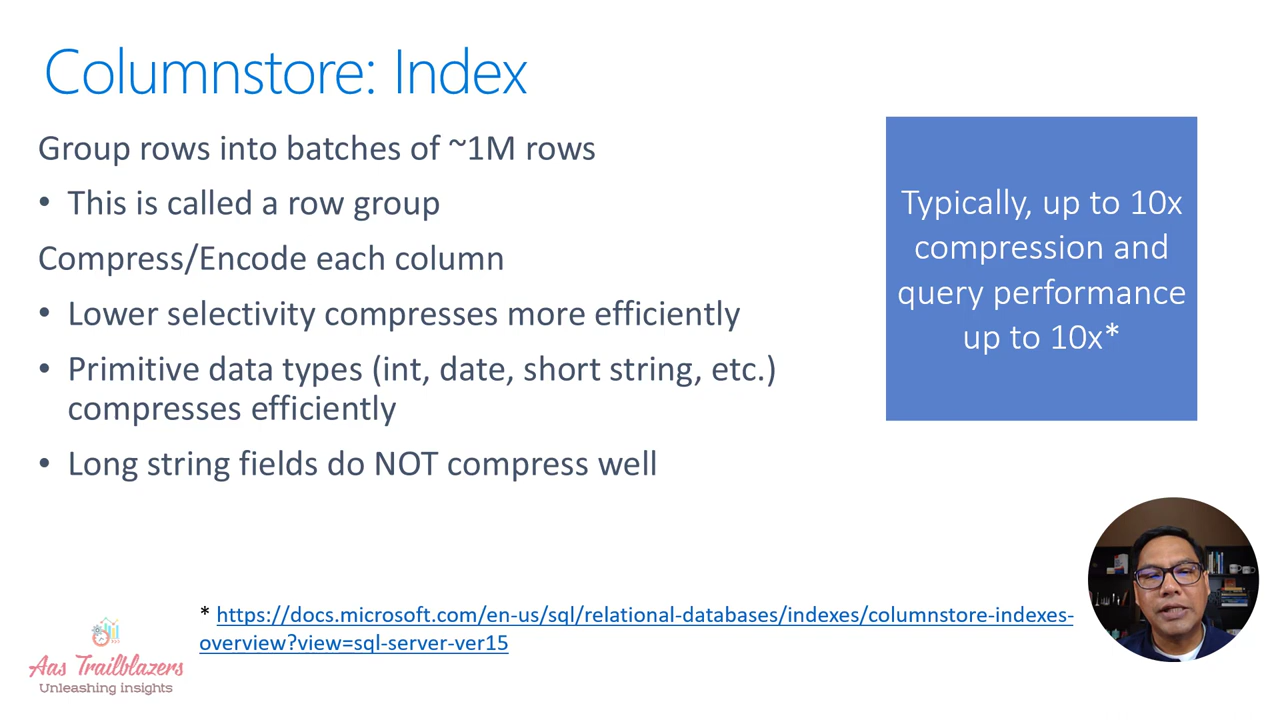 Columnstore: Index
Group rows into batches of ~1M rows
• This is called a row group
Compress/Encode each column
• Lower selectivity compresses more efficiently
• Primitive data types (int, date, short string, etc.)
compresses efficiently
• Long string fields do NOT compress well
Typically, up to 10x
compression and
query performance
up to 10x*
* https://docs.microsoft.com/en-us/sql/relational-databases/indexes/columnstore-indexes-
overview?view=sql-server-ver15
Aas Trailblazers
Unleashing insights